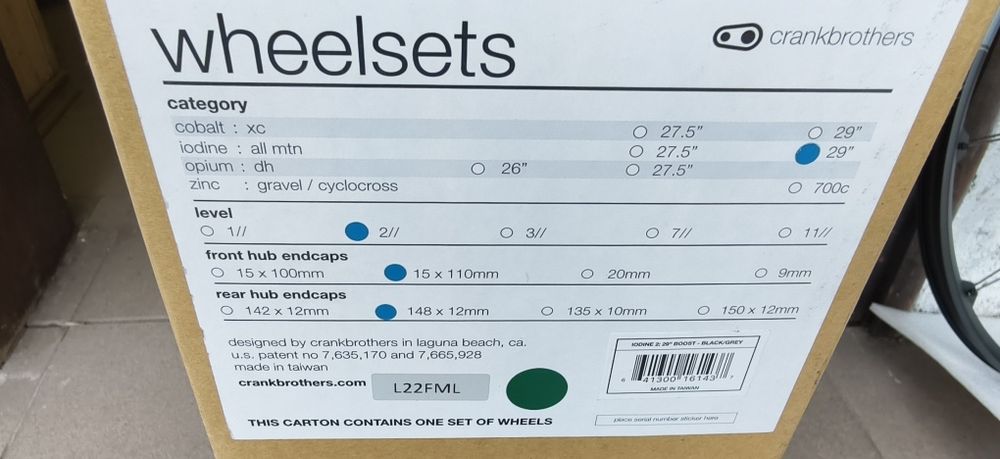 wheelsets
crankbrothers
category
cobalt : xc 27.5" 29"
iodine : all mtn 27.5" 29"
opium : dh 26" 27.5"
zinc : gravel / cyclocross 700c
level
1// 2// 3// 7// 11//
front hub endcaps
15 x 100mm 15 x 110mm 20mm 9mm
rear hub endcaps
142 x 12mm 148 x 12mm 135 x 10mm 150 x 12mm
designed by crankbrothers in laguna beach, ca.
u.s. patent no 7,635,170 and 7,665,928
made in taiwan
crankbrothers.com
L22FML
IODINE 2; 29" BOOST - BLACK/GREY
6 41300 16143 7
MADE IN TAIWAN
THIS CARTON CONTAINS ONE SET OF WHEELS
place serial number sticker here